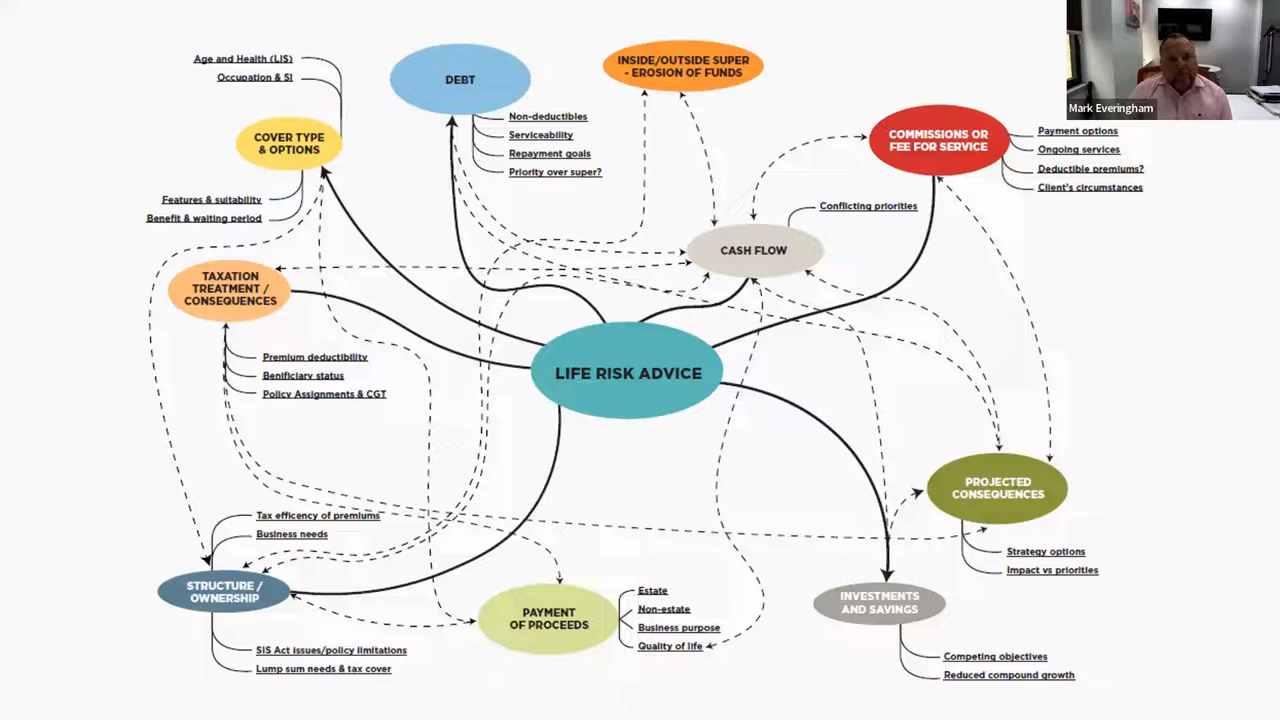 Age and Health (LIS)
Occupation & SI
COVER TYPE
& OPTIONS
Features & suitability
Benefit & waiting period
DEBT
Non-deductibles
Serviceability
Repayment goals
Priority over super?
INSIDE/OUTSIDE SUPER
- EROSION OF FUNDS
Mark Everingham
COMMISSIONS OR
FEE FOR SERVICE
Payment options
Ongoing services
Deductible premiums?
Client's circumstances
Conflicting priorities
CASH FLOW
TAXATION
TREATMENT /
CONSEQUENCES
Premium deductibility
Benificiary status
Policy Assignments & CGT
LIFE RISK ADVICE
PROJECTED
CONSEQUENCES
Strategy options
Impact vs priorities
Tax efficency of premiums
Business needs
STRUCTURE /
OWNERSHIP
SIS Act issues/policy limitations
Lump sum needs & tax cover
PAYMENT
OF PROCEEDS
Estate
Non-estate
Business purpose
Quality of life
INVESTMENTS
AND SAVINGS
Competing objectives
Reduced compound growth